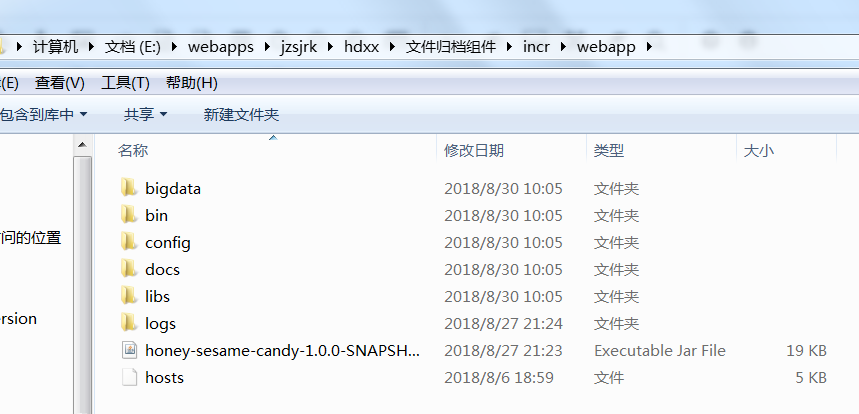 计算机 ▸ 文档 (E:) ▸ webapps ▸ jzsjrk ▸ hdxx ▸ 文件归档组件 ▸ incr ▸ webapp ▸
(E) 查看(V) 工具(T) 帮助(H)
包含到库中 共享 新建文件夹
名称 修改日期 类型 大小
bigdata 2018/8/30 10:05 文件夹
bin 2018/8/30 10:05 文件夹
问的位置 config 2018/8/30 10:05 文件夹
docs 2018/8/30 10:05 文件夹
libs 2018/8/30 10:05 文件夹
ersion logs 2018/8/27 21:24 文件夹
honey-sesame-candy-1.0.0-SNAPSH... 2018/8/27 21:23 Executable Jar File 19 KB
hosts 2018/8/6 18:59 文件 5 KB